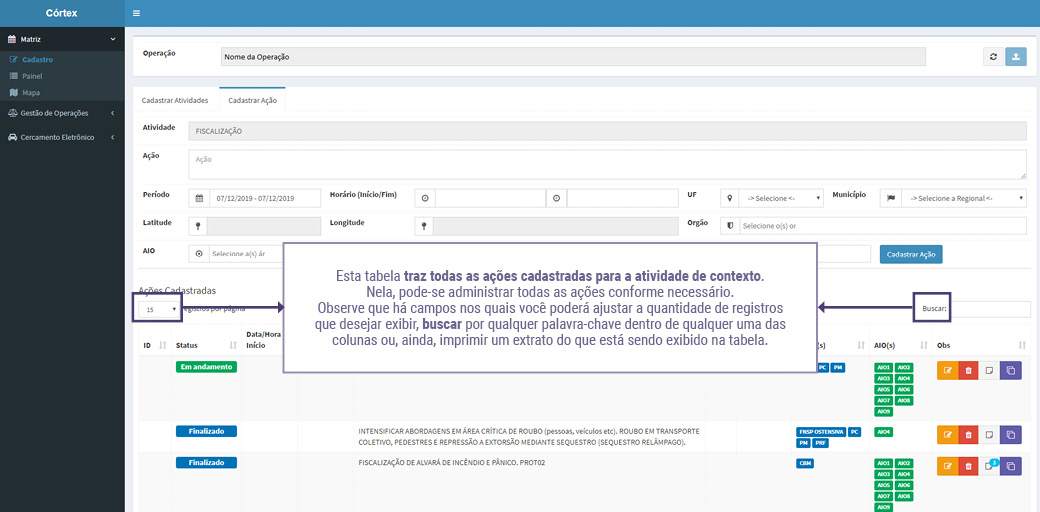 Córtex
Matriz
Cadastro
Painel
Mapa
Gestão de Operações
Cercamento Eletrônico
Operação
Nome da Operação
Cadastrar Atividades
Cadastrar Ação
Atividade
FISCALIZAÇÃO
Ação
Ação
Período
07/12/2019 - 07/12/2019
Horário (Início/Fim)
UF
-> Selecione <-
Município
-> Selecione a Regional <-
Latitude
Longitude
Orgão
Selecione o(s) or
AIO
Selecione a(s) ár
Cadastrar Ação
Esta tabela traz todas as ações cadastradas para a atividade de contexto.
Nela, pode-se administrar todas as ações conforme necessário.
Observe que há campos nos quais você poderá ajustar a quantidade de registros
que desejar exibir, buscar por qualquer palavra-chave dentro de qualquer uma das
colunas ou, ainda, imprimir um extrato do que está sendo exibido na tabela.
Ações Cadastradas
15
registros por página
Buscar:
ID
Status
Data/Hora
Início
(s)
AIO(s)
Obs
Em andamento
PC PM
AIO1 AIO2
AIO3 AIO4
AIO5 AIO6
AIO7 AIO8
AIO9
Finalizado
INTENSIFICAR ABORDAGENS EM ÁREA CRÍTICA DE ROUBO (pessoas, veículos etc). ROUBO EM TRANSPORTE
COLETIVO, PEDESTRES E REPRESSÃO A EXTORSÃO MEDIANTE SEQUESTRO (SEQUESTRO RELÂMPAGO).
FNSP OSTENSIVA PC
PM PRF
AIO4
Finalizado
FISCALIZAÇÃO DE ALVARÁ DE INCÊNDIO E PÂNICO. PROT02
CBM
AIO1 AIO2
AIO3 AIO4
AIO5 AIO6
AIO7 AIO8
AIO9